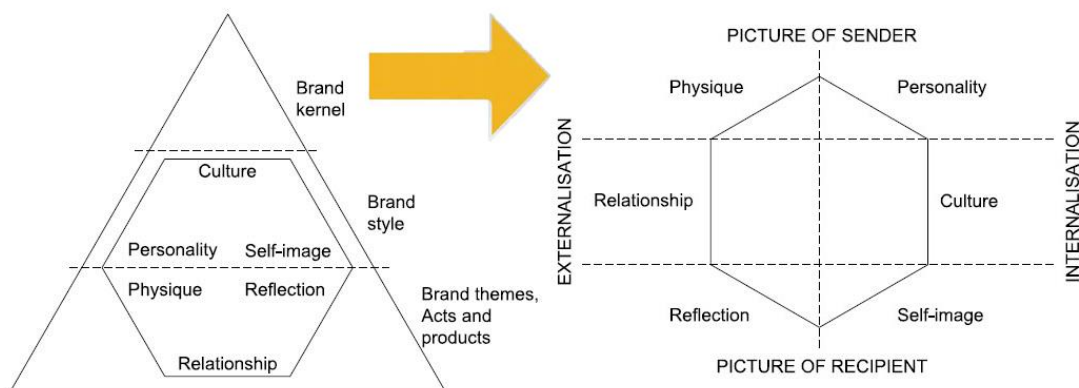 Brand
kernel
Culture
Brand
style
Personality Self-image
Physique Reflection
Brand themes,
Acts and
products
Relationship
PICTURE OF SENDER
Physique Personality
EXTERNALISATION
Relationship Culture
INTERNALISATION
Reflection Self-image
PICTURE OF RECIPIENT